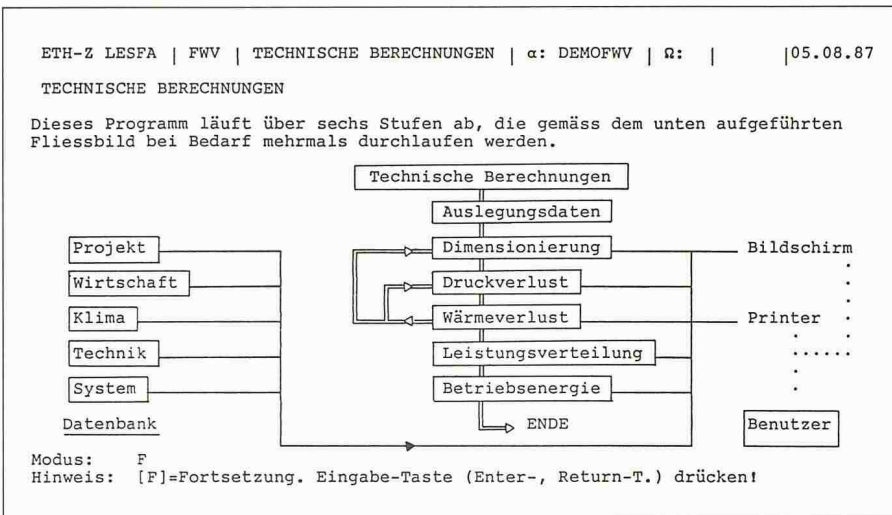 ETH-Z LESFA | FWV | TECHNISCHE BERECHNUNGEN | α: DEMOFWV | Ω: | |05.08.87
TECHNISCHE BERECHNUNGEN
Dieses Programm läuft über sechs Stufen ab, die gemäss dem unten aufgeführten
Fliessbild bei Bedarf mehrmals durchlaufen werden.
Technische Berechnungen
Auslegungsdaten
Projekt
Dimensionierung
Bildschirm
Wirtschaft
Druckverlust
Klima
Wärmeverlust
Printer
Technik
Leistungsverteilung
System
Betriebsenergie
Datenbank
ENDE
Benutzer
Modus: F
Hinweis: [F]=Fortsetzung. Eingabe-Taste (Enter-, Return-T.) drücken!